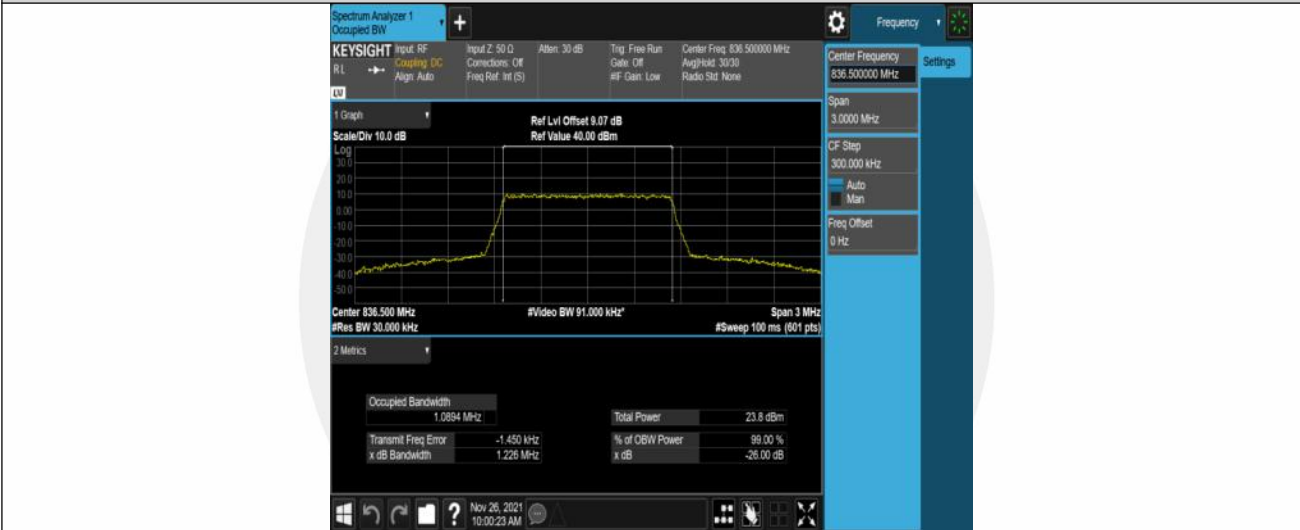 Spectrum Analyzer 1
Occupied BW
+
Frequency
KEYSIGHT Input: RF
Coupling: DC
Align: Auto
RL
Input Z: 50 Ω
Corrections: Off
Freq Ref: Int (S)
Atten: 30 dB
Trig: Free Run
Gate: Off
#IF Gain: Low
Center Freq: 836.500000 MHz
Avg|Hold: 30/30
Radio Std: None
LV
1 Graph
Scale/Div 10.0 dB
Ref Lvl Offset 9.07 dB
Ref Value 40.00 dBm
Log
30.0
20.0
10.0
0.00
-10.0
-20.0
-30.0
-40.0
-50.0
Center 836.500 MHz
#Res BW 30.000 kHz
#Video BW 91.000 kHz*
Span 3 MHz
#Sweep 100 ms (601 pts)
2 Metrics
Occupied Bandwidth
1.0894 MHz
Transmit Freq Error -1.450 kHz
x dB Bandwidth 1.226 MHz
Total Power 23.8 dBm
% of OBW Power 99.00 %
x dB -26.00 dB
?
Nov 26, 2021
10:00:23 AM
Center Frequency
836.500000 MHz
Settings
Span
3.0000 MHz
CF Step
300.000 kHz
Auto
Man
Freq Offset
0 Hz